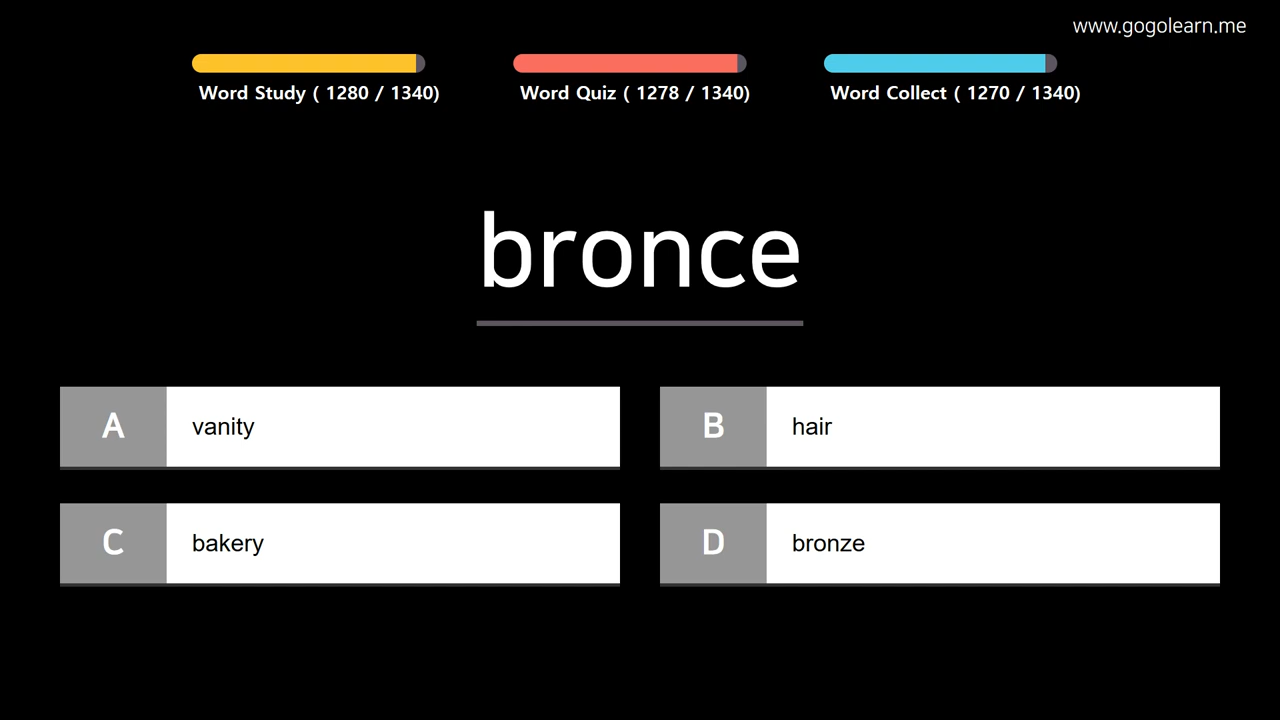 www.gogolearn.me
Word Study ( 1280 / 1340)
Word Quiz ( 1278 / 1340)
Word Collect ( 1270 / 1340)
bronce
A vanity
B hair
C bakery
D bronze